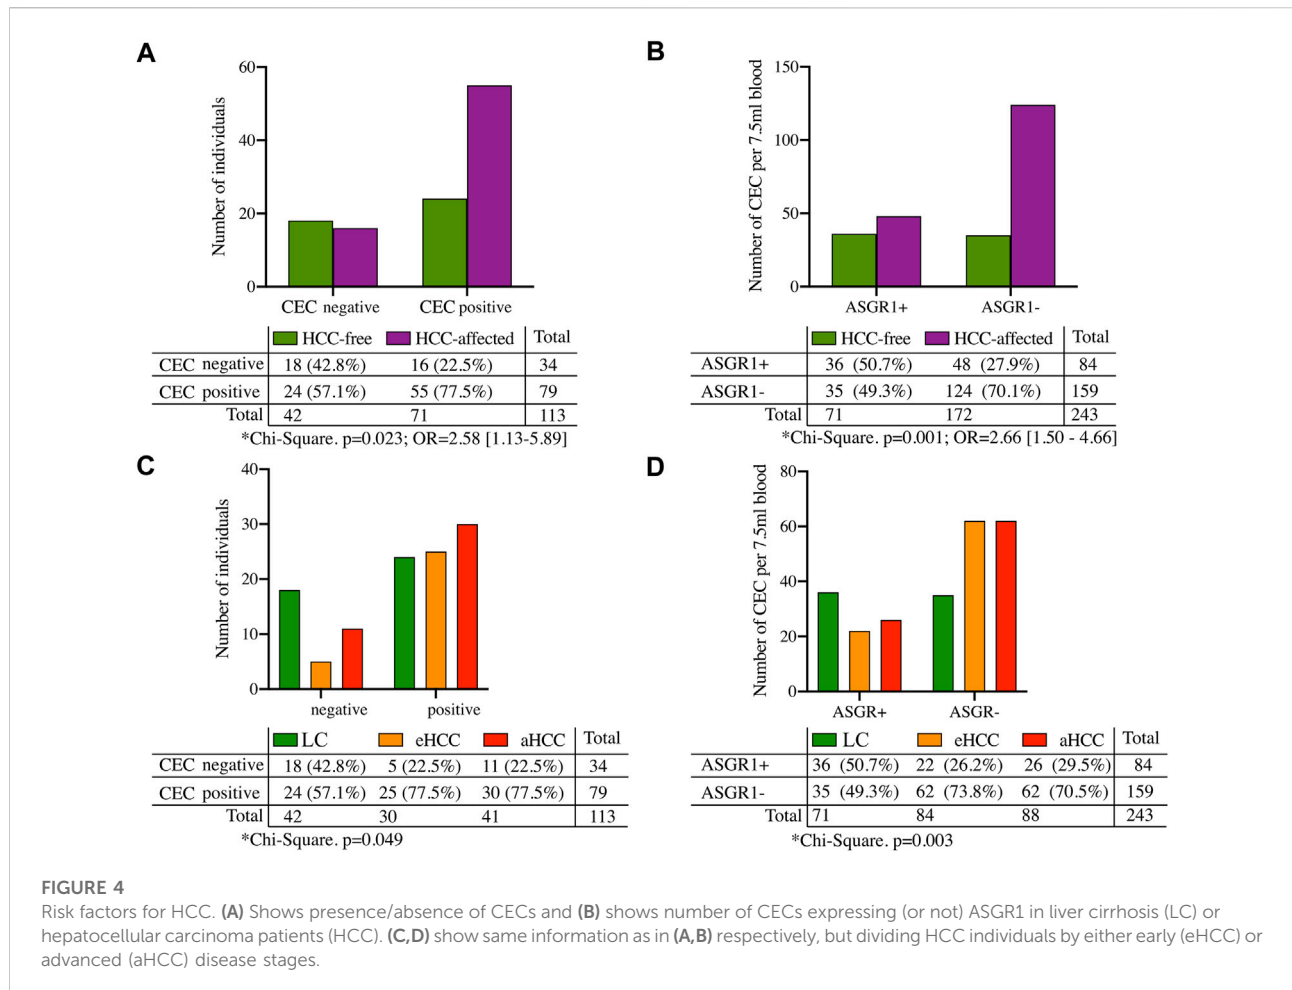 A
Number of individuals
60
40
20
0
CEC negative CEC positive
HCC-free HCC-affected Total
CEC negative 18 (42.8%) 16 (22.5%) 34
CEC positive 24 (57.1%) 55 (77.5%) 79
Total 42 71 113
*Chi-Square. p=0.023; OR=2.58 [1.13-5.89]
B
Number of CEC per 7.5ml blood
150
100
50
0
ASGR1+ ASGR1-
HCC-free HCC-affected Total
ASGR1+ 36 (50.7%) 48 (27.9%) 84
ASGR1- 35 (49.3%) 124 (70.1%) 159
Total 71 172 243
*Chi-Square. p=0.001; OR=2.66 [1.50 - 4.66]
C
Number of individuals
40
30
20
10
0
negative positive
LC eHCC aHCC Total
CEC negative 18 (42.8%) 5 (22.5%) 11 (22.5%) 34
CEC positive 24 (57.1%) 25 (77.5%) 30 (77.5%) 79
Total 42 30 41 113
*Chi-Square. p=0.049
D
Number of CEC per 7.5ml blood
80
60
40
20
0
ASGR+ ASGR-
LC eHCC aHCC Total
ASGR1+ 36 (50.7%) 22 (26.2%) 26 (29.5%) 84
ASGR1- 35 (49.3%) 62 (73.8%) 62 (70.5%) 159
Total 71 84 88 243
*Chi-Square. p=0.003
FIGURE 4
Risk factors for HCC. (A) Shows presence/absence of CECs and (B) shows number of CECs expressing (or not) ASGR1 in liver cirrhosis (LC) or
hepatocellular carcinoma patients (HCC). (C,D) show same information as in (A,B) respectively, but dividing HCC individuals by either early (eHCC) or
advanced (aHCC) disease stages.